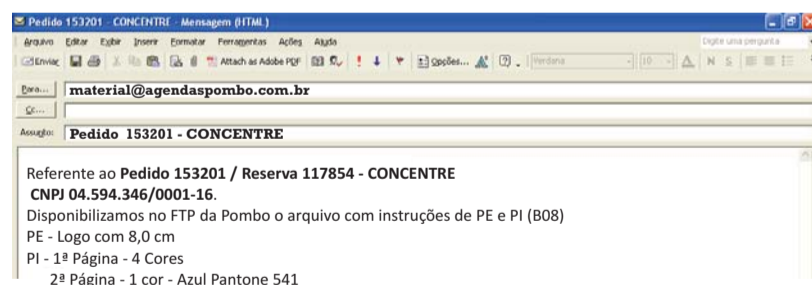 Pedido 153201 - CONCENTRE - Mensagem (HTML)
Arquivo Editar Exibir Inserir Formatar Ferramentas Ações Ajuda
Digite uma pergunta
Enviar Attach as Adobe PDF Opções... Verdana 10 A N S
Para... material@agendaspombo.com.br
Cc...
Assunto: Pedido 153201 - CONCENTRE
Referente ao Pedido 153201 / Reserva 117854 - CONCENTRE
CNPJ 04.594.346/0001-16.
Disponibilizamos no FTP da Pombo o arquivo com instruções de PE e PI (B08)
PE - Logo com 8,0 cm
PI - 1ª Página - 4 Cores
2ª Página - 1 cor - Azul Pantone 541